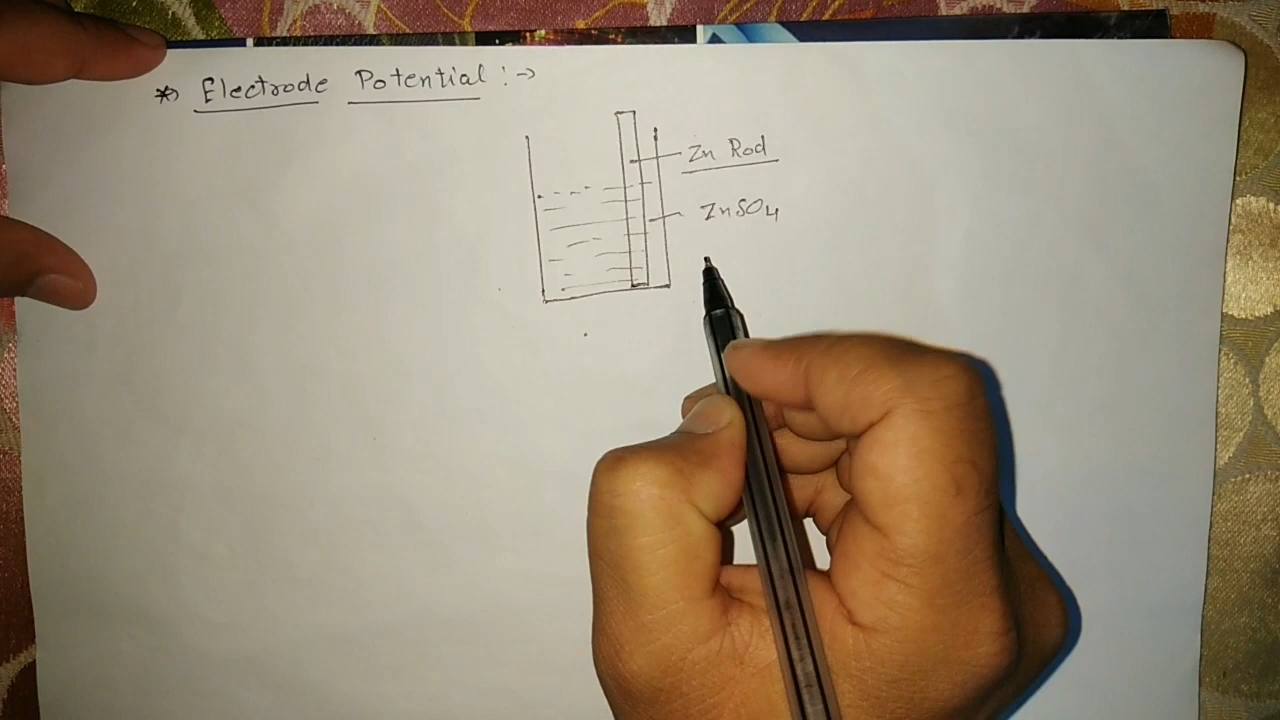 * Electrode Potential :→
Zn Rod
ZnSO4